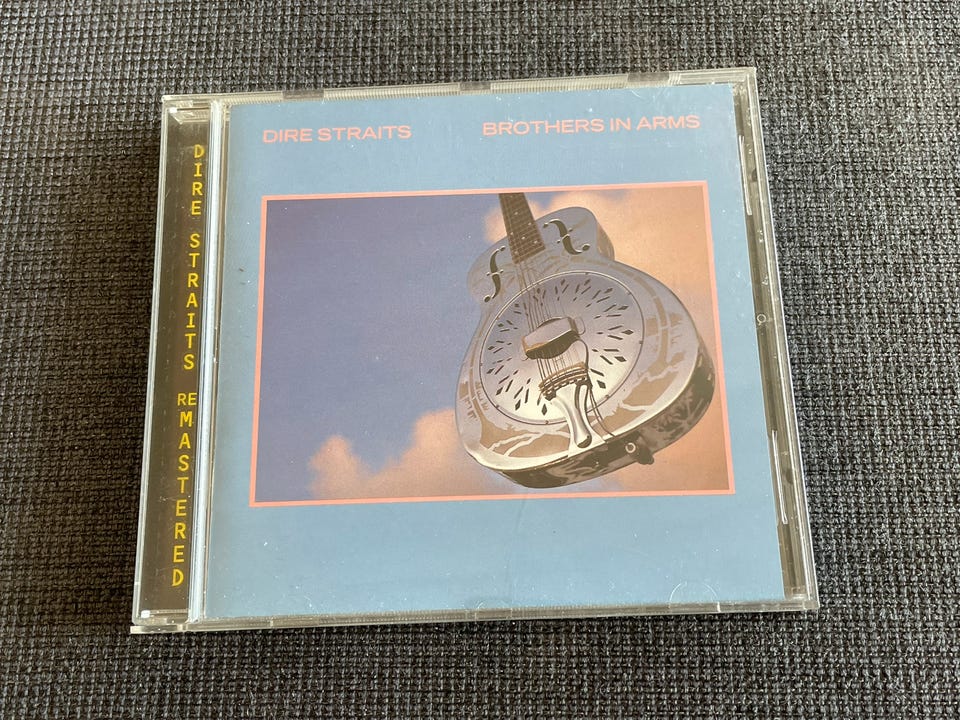 DIRE STRAITS BROTHERS IN ARMS
DIRE STRAITS REMASTERED